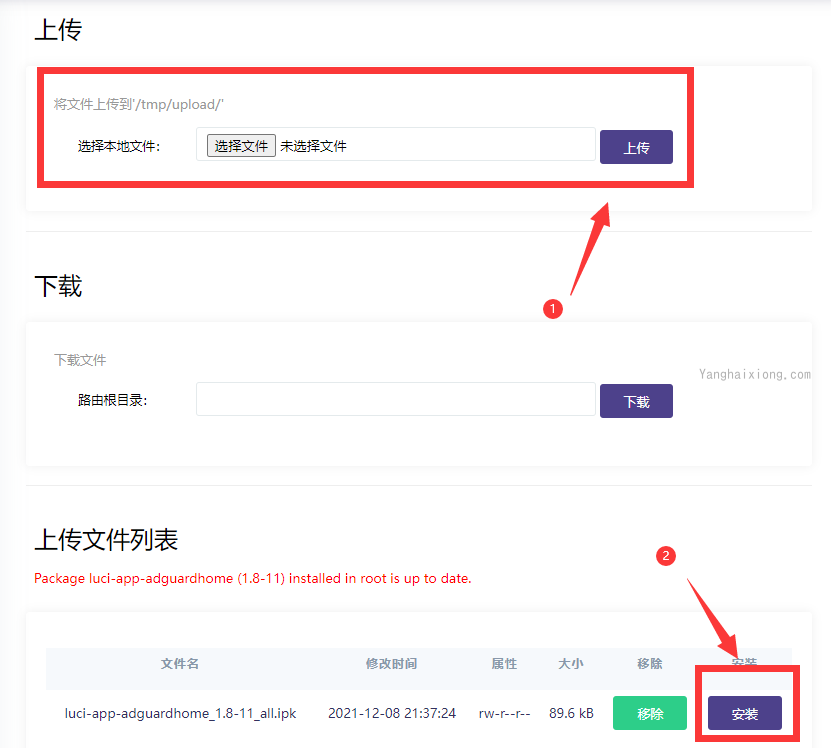 上传
将文件上传到'/tmp/upload/'
选择本地文件: 选择文件 未选择文件 上传
1
下载
下载文件
Yanghaixiong.com
路由根目录: 下载
上传文件列表
2
Package luci-app-adguardhome (1.8-11) installed in root is up to date.
文件名 修改时间 属性 大小 移除 安装
luci-app-adguardhome_1.8-11_all.ipk 2021-12-08 21:37:24 rw-r--r-- 89.6 kB 移除 安装